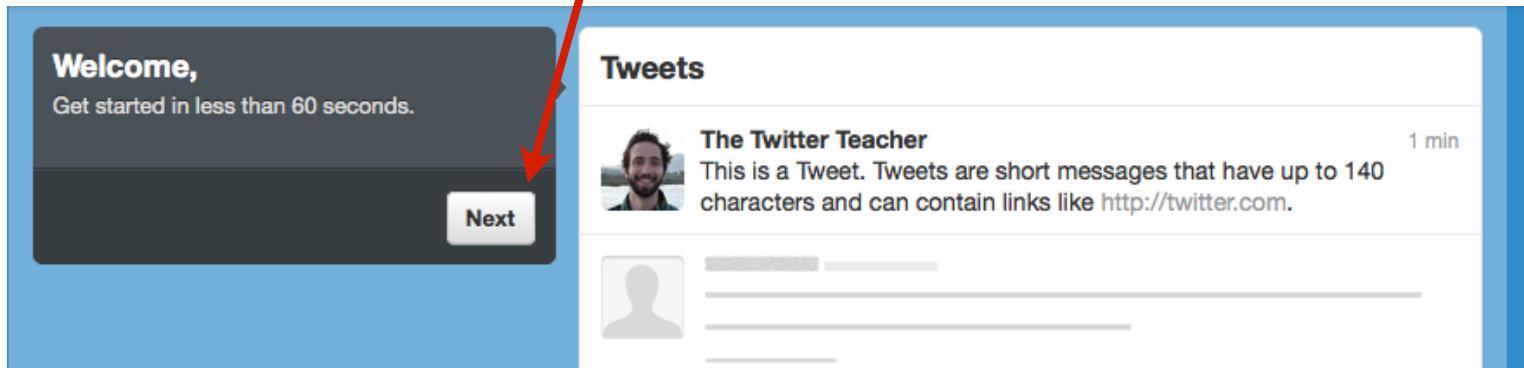 Welcome,
Get started in less than 60 seconds.
Next
Tweets
The Twitter Teacher
1 min
This is a Tweet. Tweets are short messages that have up to 140
characters and can contain links like http://twitter.com.